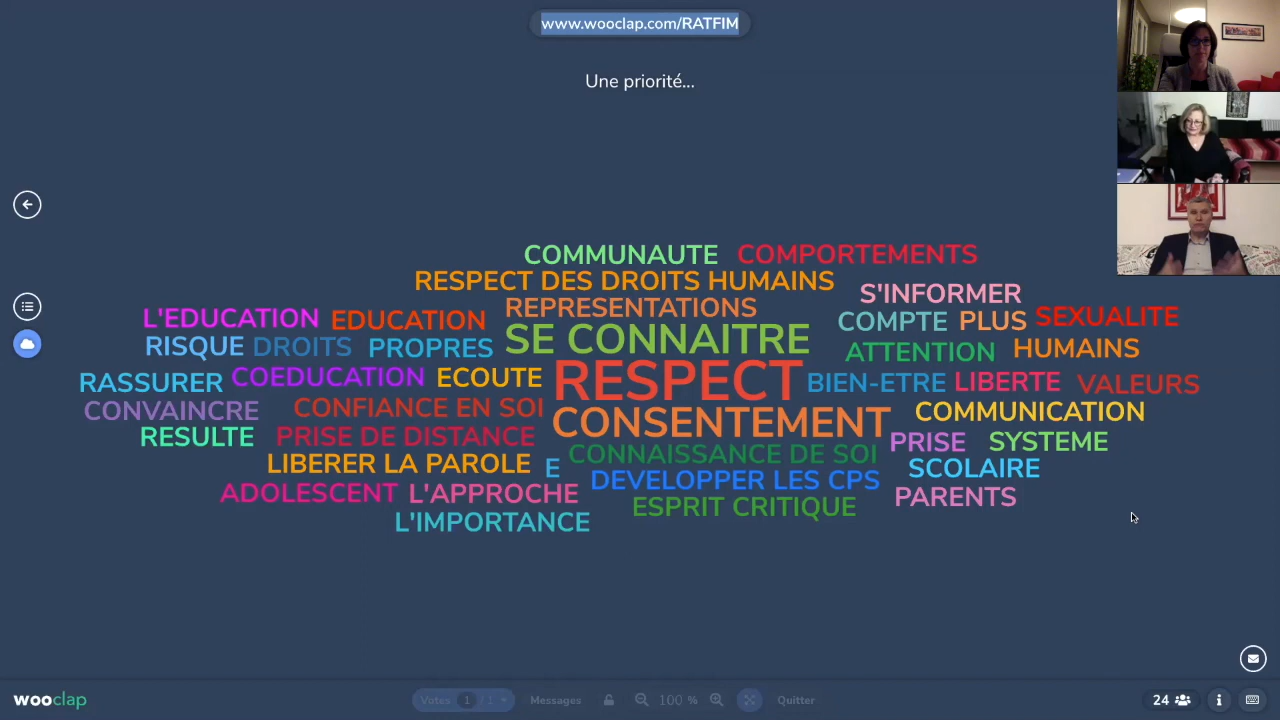 www.wooclap.com/RATFIM
Une priorité...
COMMUNAUTE COMPORTEMENTS
RESPECT DES DROITS HUMAINS
S'INFORMER
REPRESENTATIONS
L'EDUCATION EDUCATION
COMPTE PLUS SEXUALITE
SE CONNAITRE
RISQUE DROITS PROPRES
ATTENTION HUMAINS
RASSURER COEDUCATION ECOUTE RESPECT BIEN-ETRE LIBERTE VALEURS
CONVAINCRE CONFIANCE EN SOI
COMMUNICATION
CONSENTEMENT
RESULTE PRISE DE DISTANCE
PRISE SYSTEME
CONNAISSANCE DE SOI
LIBERER LA PAROLE E
SCOLAIRE
DEVELOPPER LES CPS
ADOLESCENT L'APPROCHE
PARENTS
ESPRIT CRITIQUE
L'IMPORTANCE
wooclap Votes 1 / 1 Messages 100 % Quitter 24